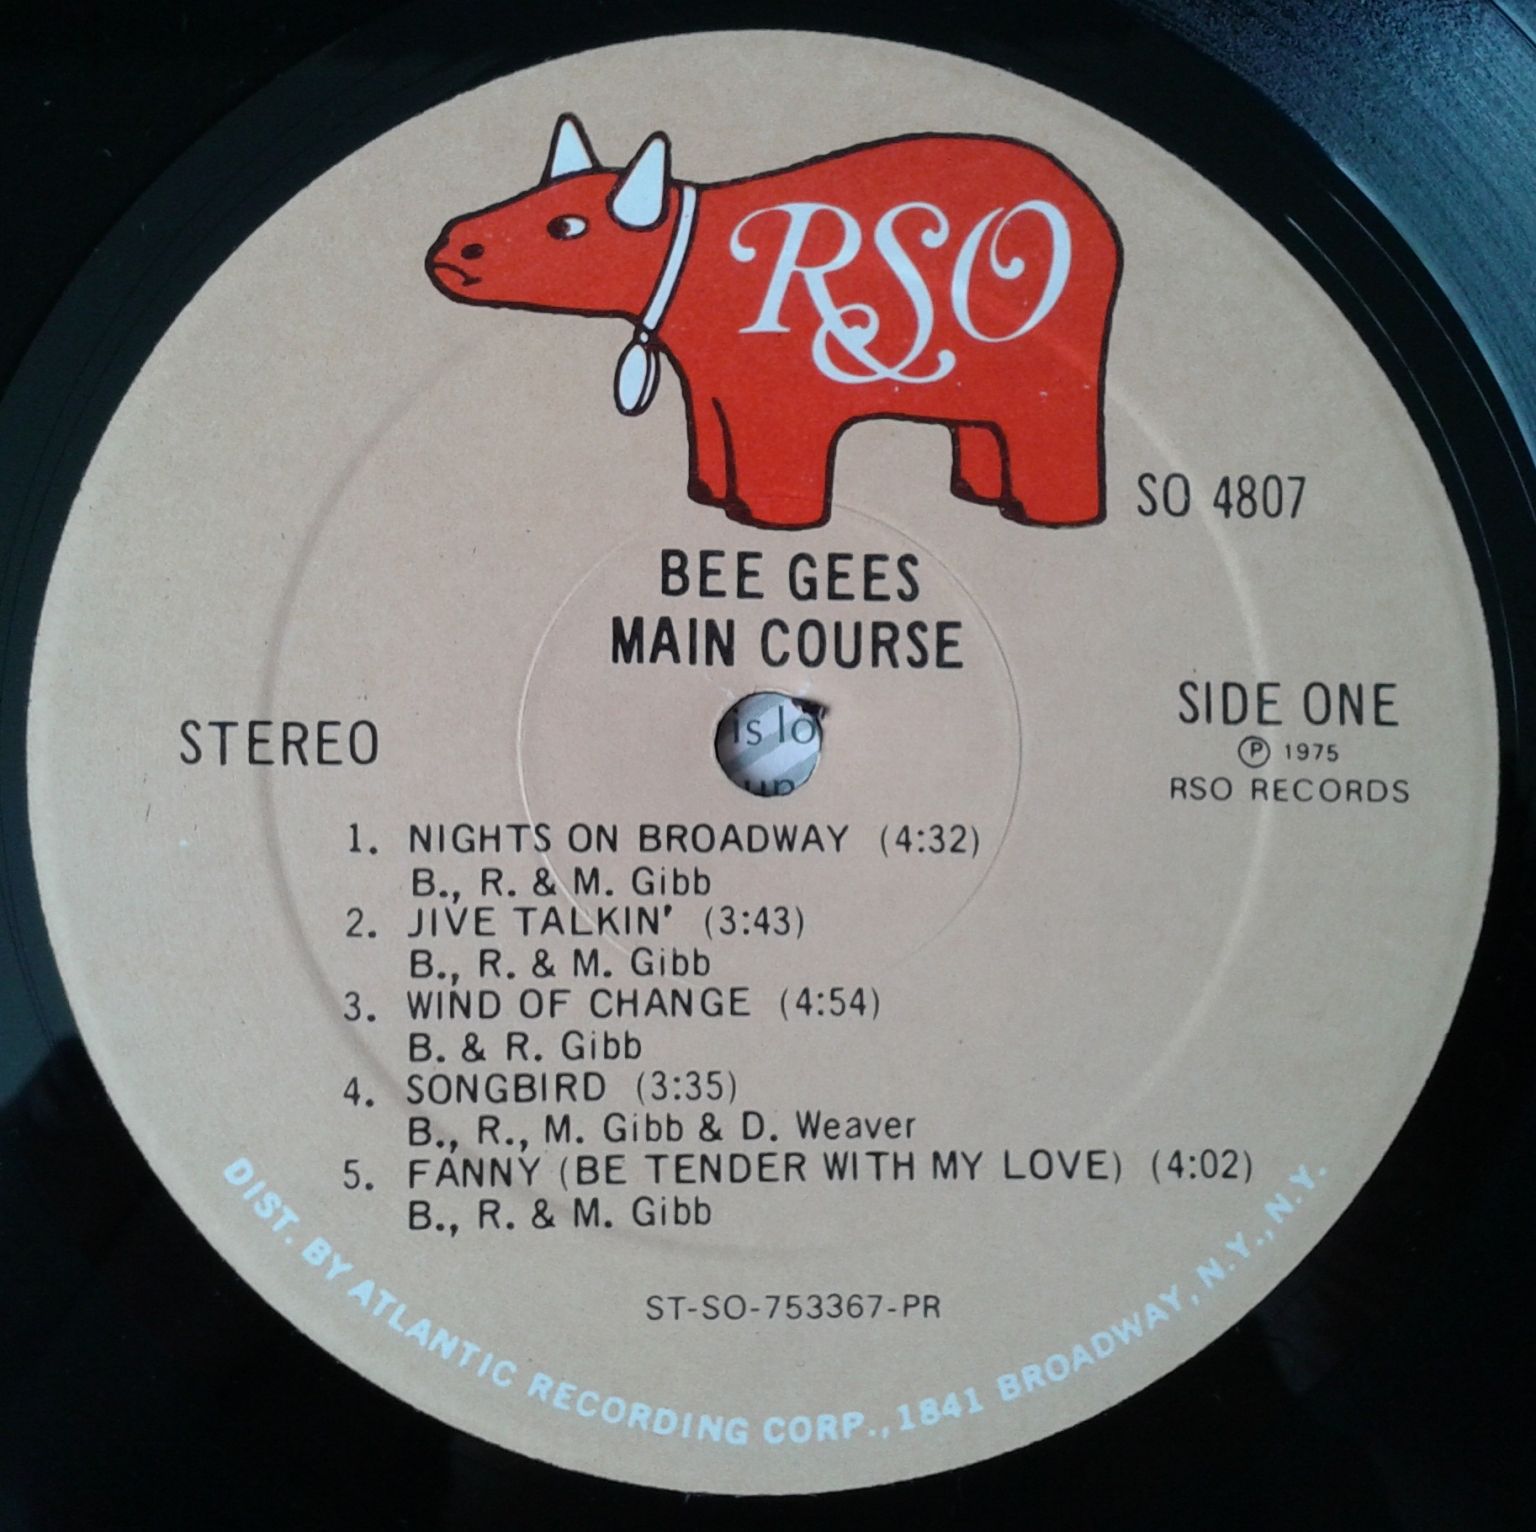 RSO
SO 4807
BEE GEES
MAIN COURSE
STEREO
SIDE ONE
Ⓟ 1975
RSO RECORDS
is lo
up
1. NIGHTS ON BROADWAY (4:32)
B., R. & M. Gibb
2. JIVE TALKIN' (3:43)
B., R. & M. Gibb
3. WIND OF CHANGE (4:54)
B. & R. Gibb
4. SONGBIRD (3:35)
B., R., M. Gibb & D. Weaver
5. FANNY (BE TENDER WITH MY LOVE) (4:02)
B., R. & M. Gibb
ST-SO-753367-PR
DIST. BY ATLANTIC RECORDING CORP., 1841 BROADWAY, N.Y., N.Y.